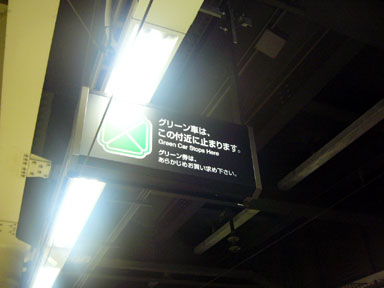 グリーン車は、
この付近に止まります。
Green Car Stops Here
グリーン券は、
あらかじめお買い求め下さい。